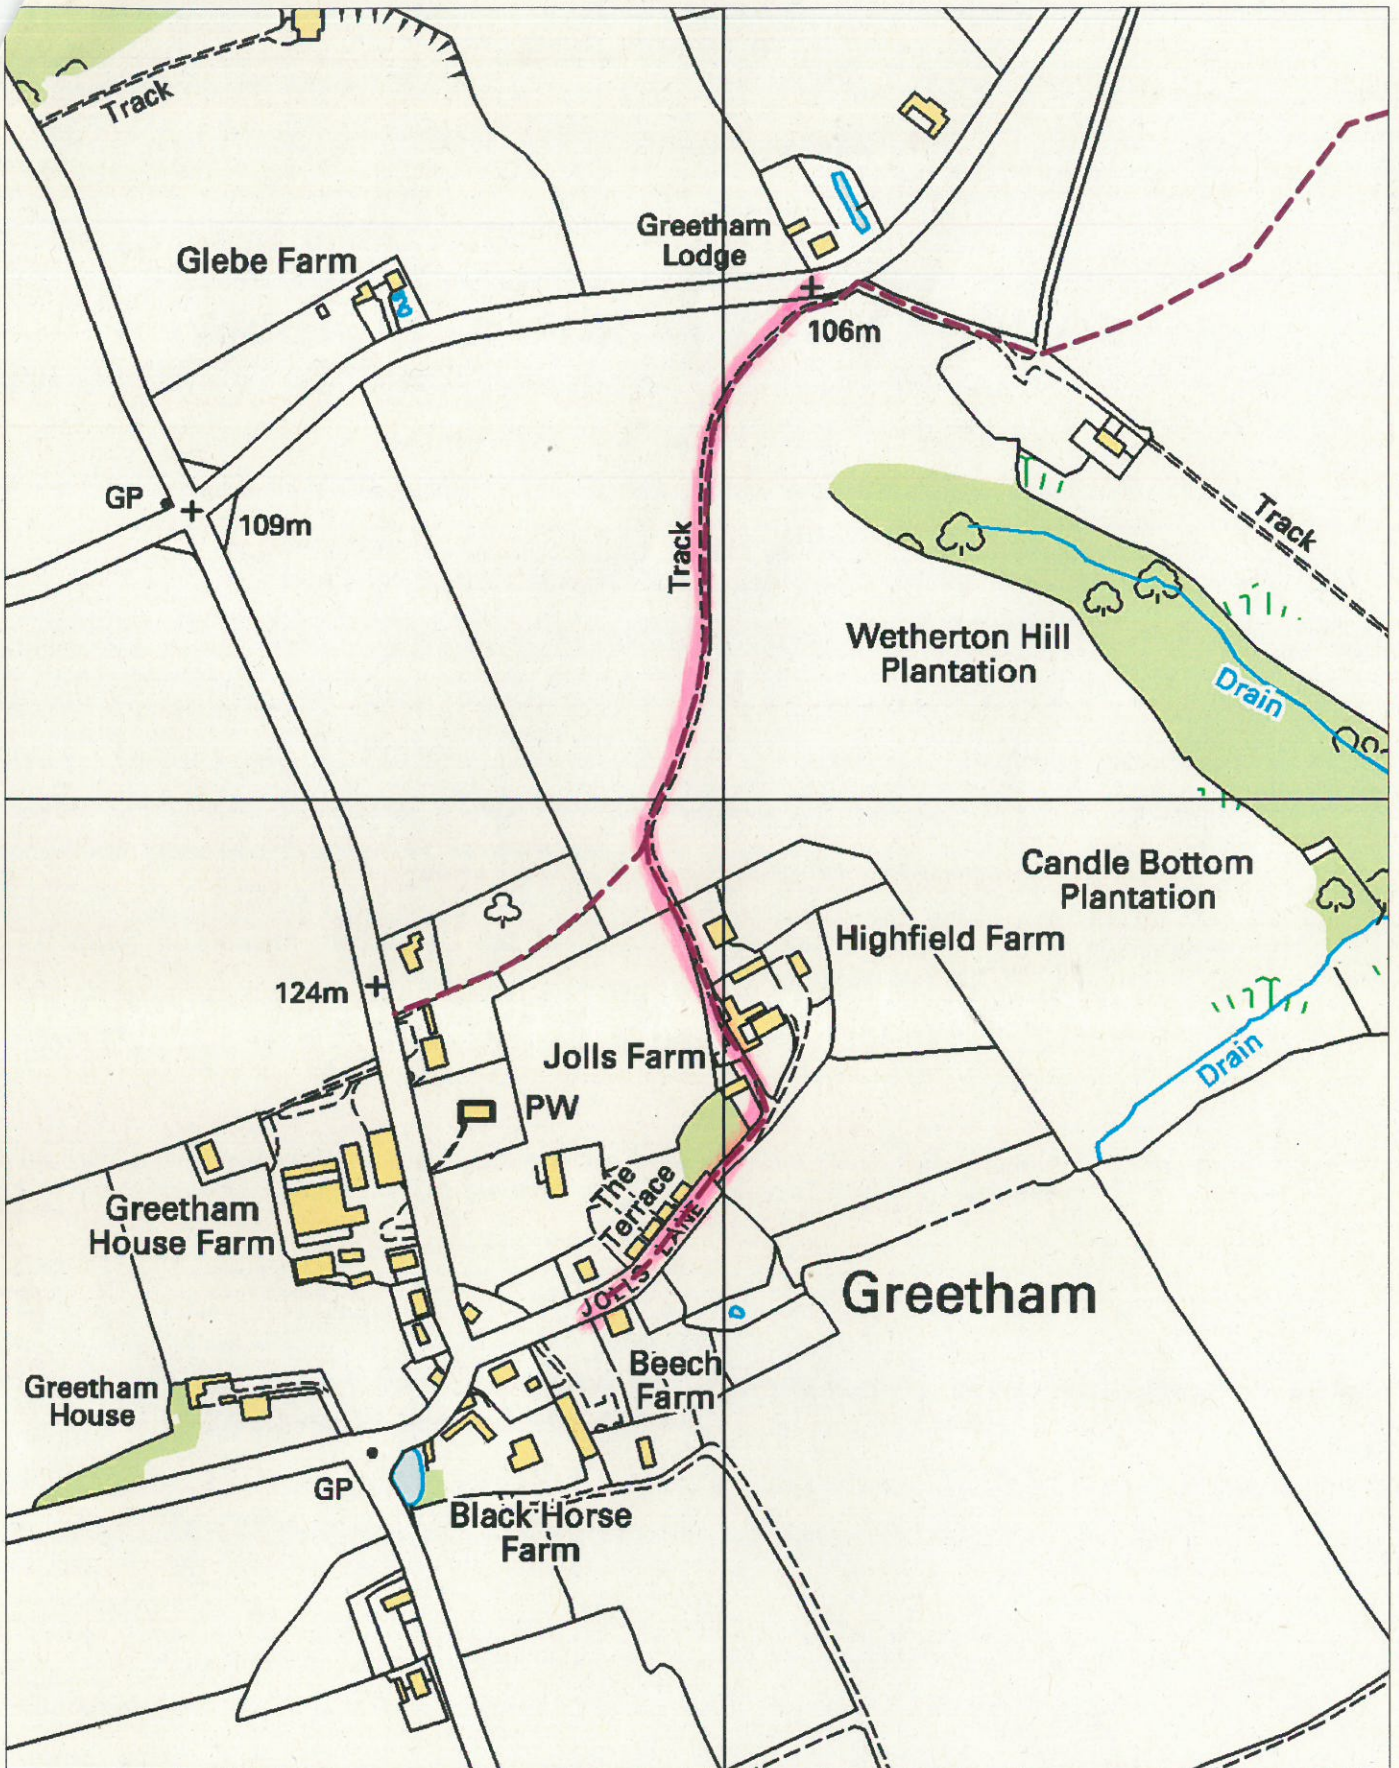 Track
Greetham
Lodge
Glebe Farm
106m
GP
109m
Track
Track
Wetherton Hill
Plantation
Drain
Candle Bottom
Plantation
Highfield Farm
124m
Jolls Farm
Drain
PW
The
Terrace
Greetham
House Farm
JOLLS LANE
Greetham
Beech
Farm
Greetham
House
GP
Black Horse
Farm